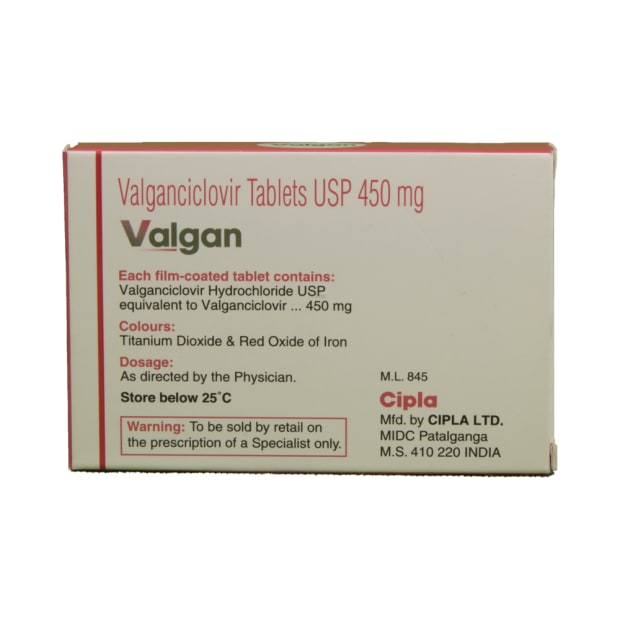 Valgan
Valganciclovir Tablets USP 450 mg
Valgan
Each film-coated tablet contains:
Valganciclovir Hydrochloride USP
equivalent to Valganciclovir ... 450 mg
Colours:
Titanium Dioxide & Red Oxide of Iron
Dosage:
As directed by the Physician.
Store below 25°C
Warning: To be sold by retail on
the prescription of a Specialist only.
M.L. 845
Cipla
Mfd. by CIPLA LTD.
MIDC Patalganga
M.S. 410 220 INDIA